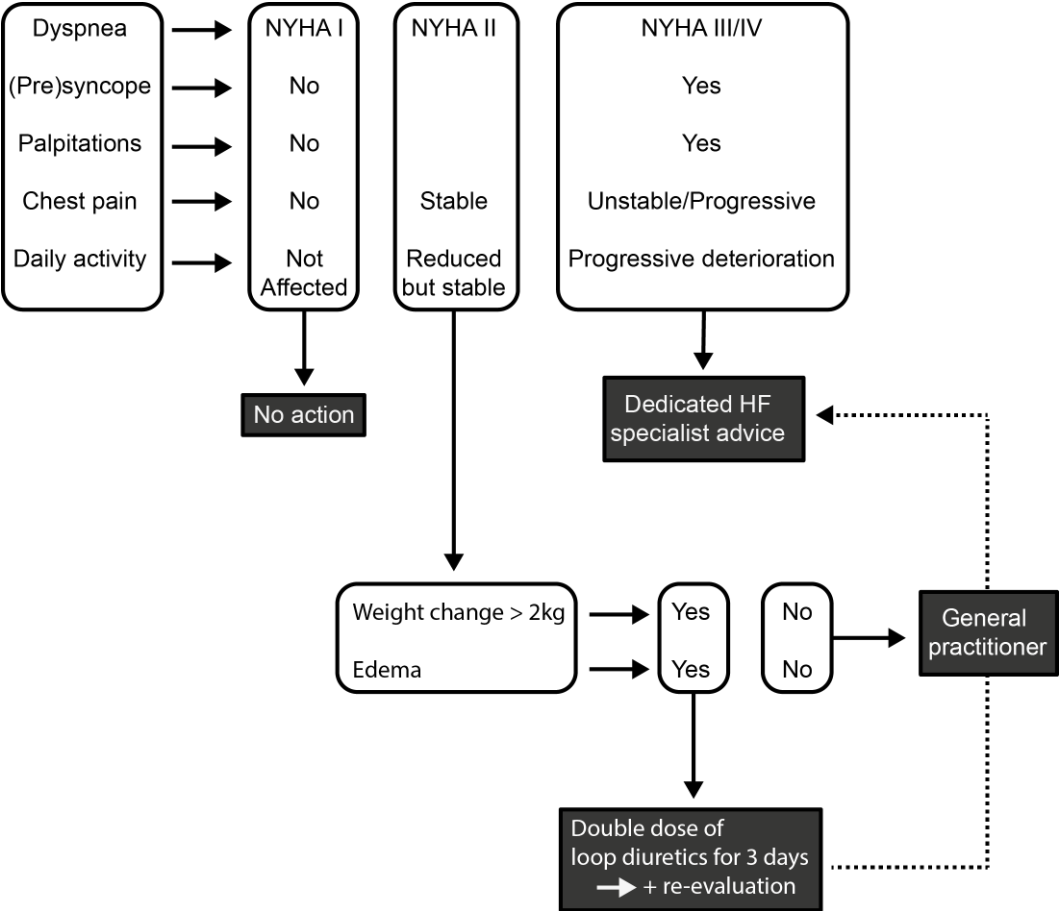 Dyspnea
NYHA I
NYHA II
NYHA III/IV
(Pre)syncope
No
Yes
Palpitations
No
Yes
Chest pain
No
Stable
Unstable/Progressive
Daily activity
Not
Affected
Reduced
but stable
Progressive deterioration
No action
Dedicated HF
specialist advice
Weight change > 2kg
Yes
No
Edema
Yes
No
General
practitioner
Double dose of
loop diuretics for 3 days
+ re-evaluation